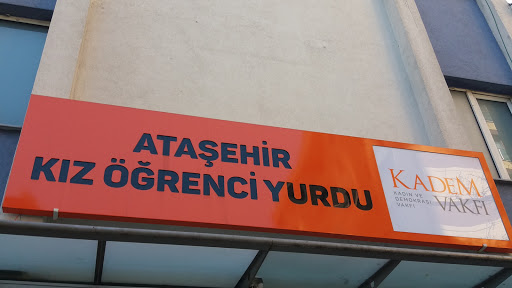 ATAŞEHİR
KIZ ÖĞRENCİ YURDU
KADEM
KADIN VE
DEMOKRASİ
VAKFI
VAKFI